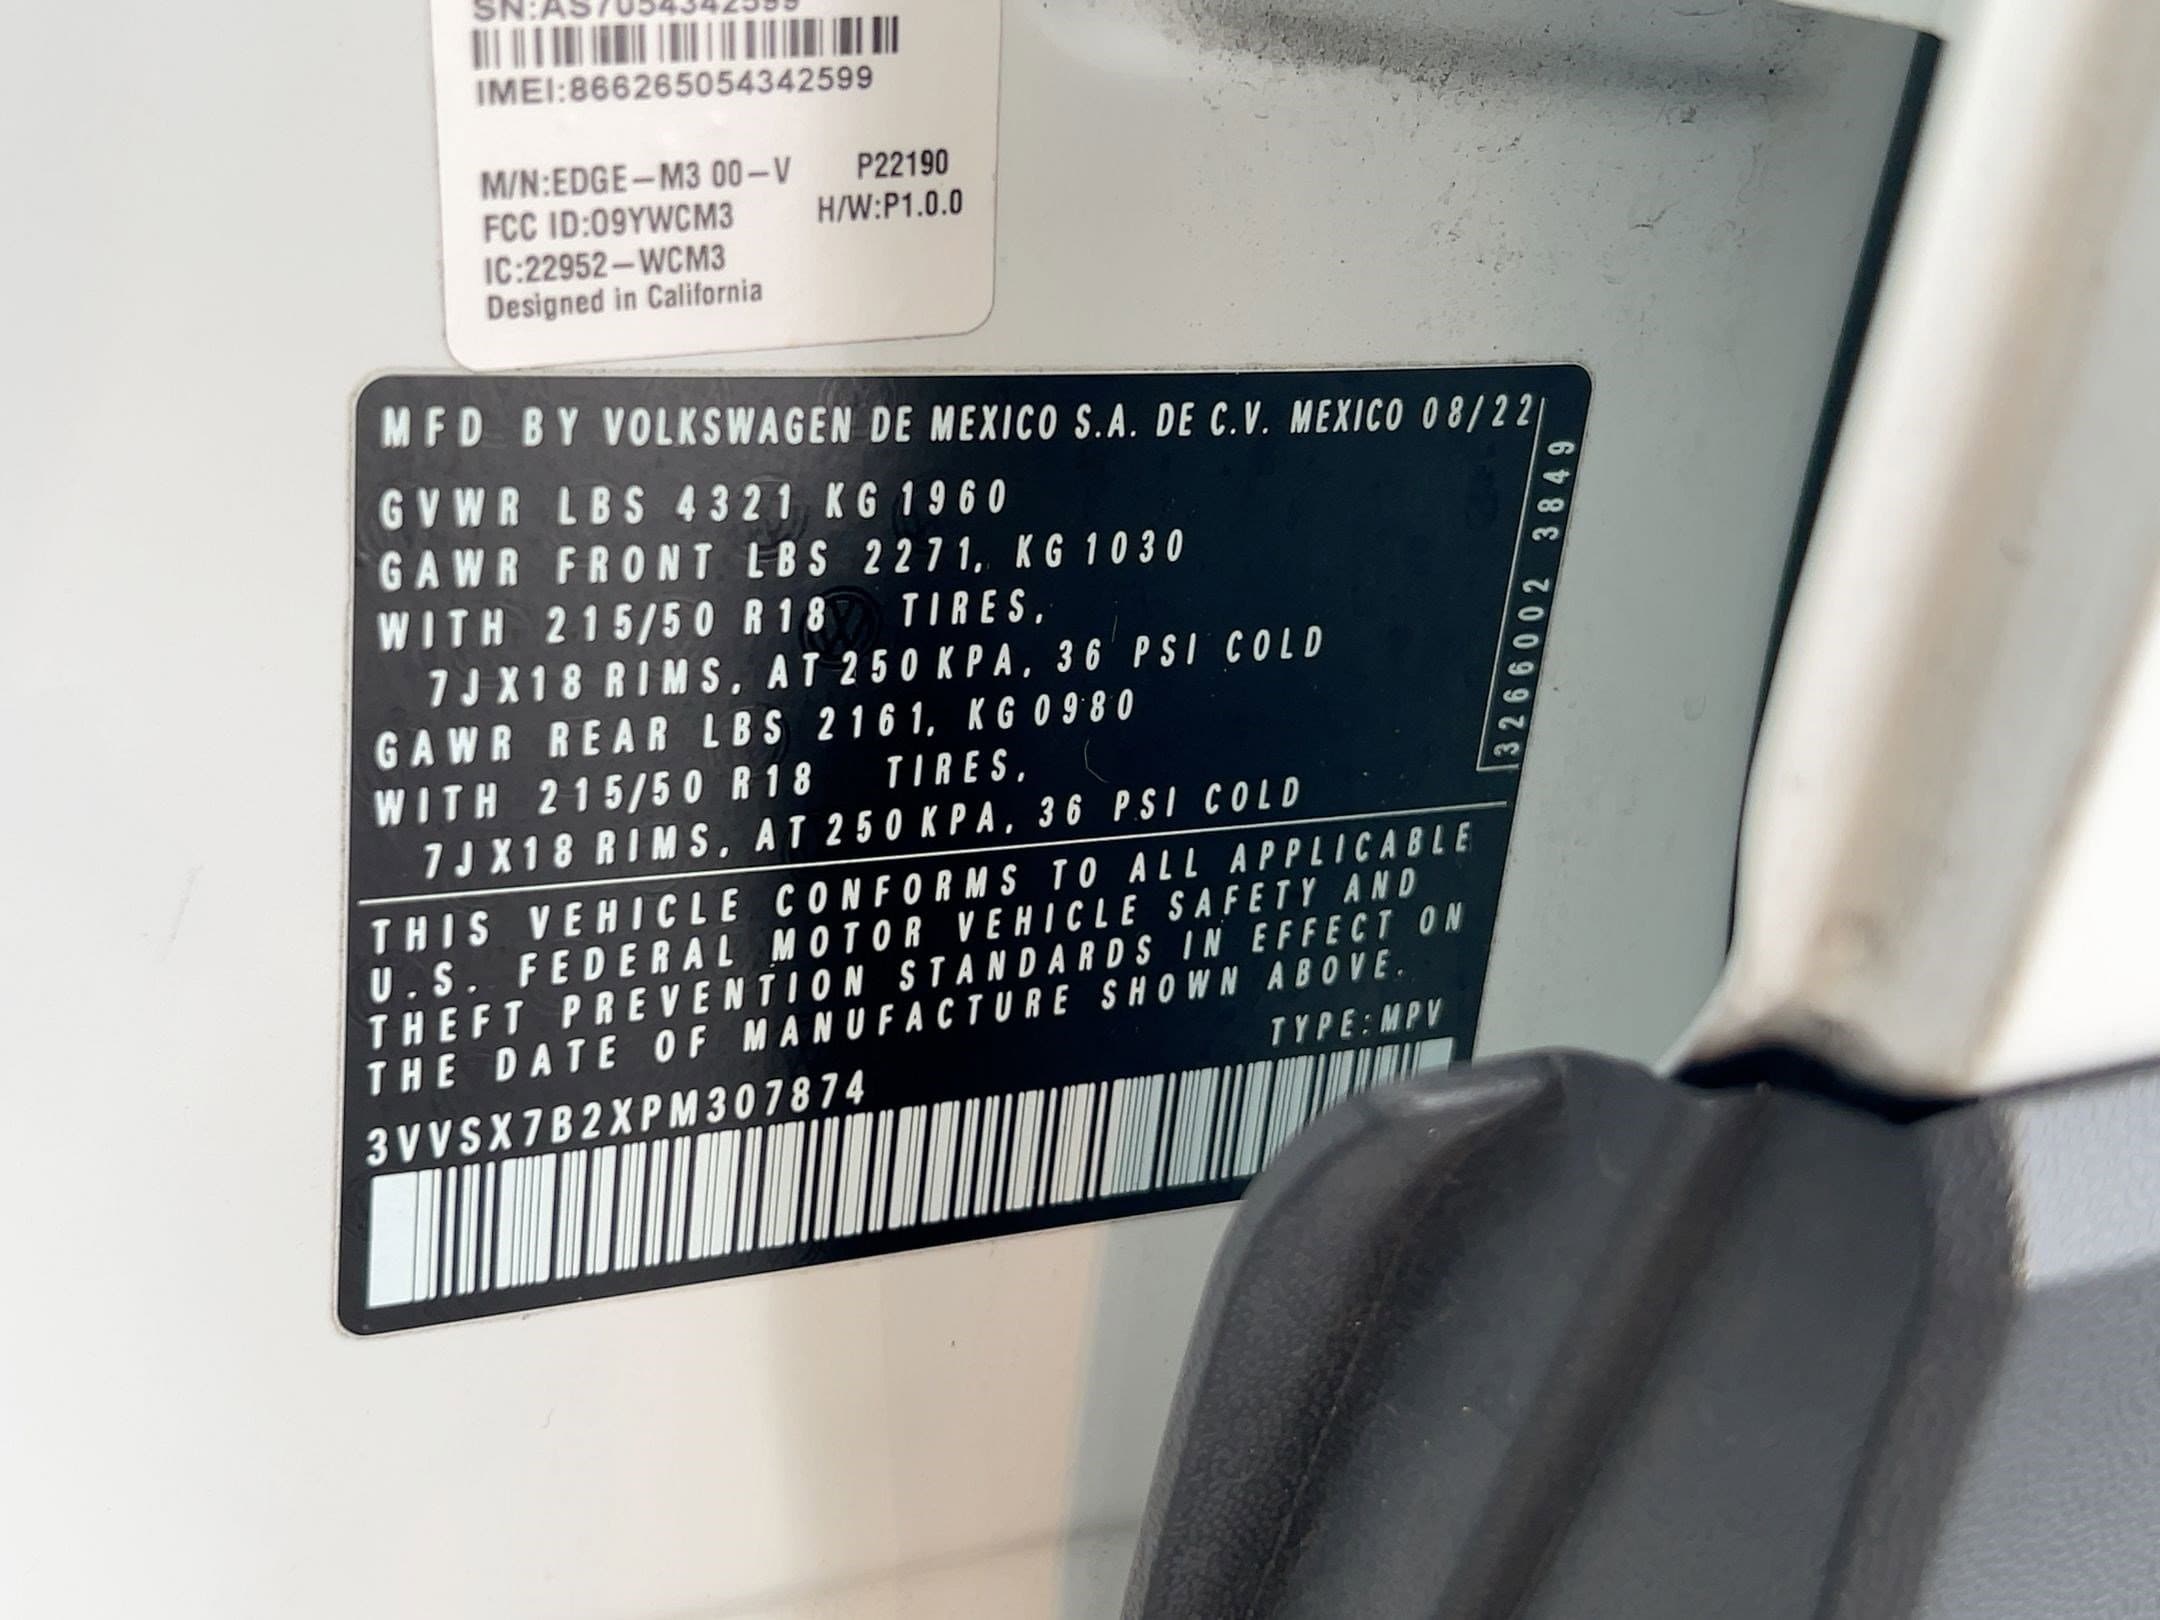 SN:AS7054342599
IMEI:866265054342599
M/N:EDGE-M3 00-V P22190
FCC ID:O9YWCM3 H/W:P1.0.0
IC:22952-WCM3
Designed in California
MFD BY VOLKSWAGEN DE MEXICO S.A. DE C.V. MEXICO 08/22
GVWR LBS 4321 KG 1960
GAWR FRONT LBS 2271, KG 1030
WITH 215/50 R18 TIRES,
7J X18 RIMS, AT 250 KPA, 36 PSI COLD
GAWR REAR LBS 2161, KG 0980
WITH 215/50 R18 TIRES,
7J X18 RIMS, AT 250 KPA, 36 PSI COLD
3266002 3849
THIS VEHICLE CONFORMS TO ALL APPLICABLE
U.S. FEDERAL MOTOR VEHICLE SAFETY AND
THEFT PREVENTION STANDARDS IN EFFECT ON
THE DATE OF MANUFACTURE SHOWN ABOVE.
TYPE:MPV
3VVSX7B2XPM307874